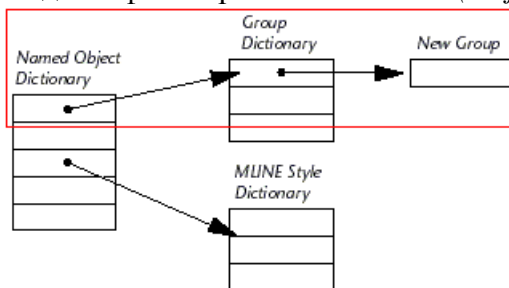 Group
Dictionary
New Group
Named Object
Dictionary
MLINE Style
Dictionary